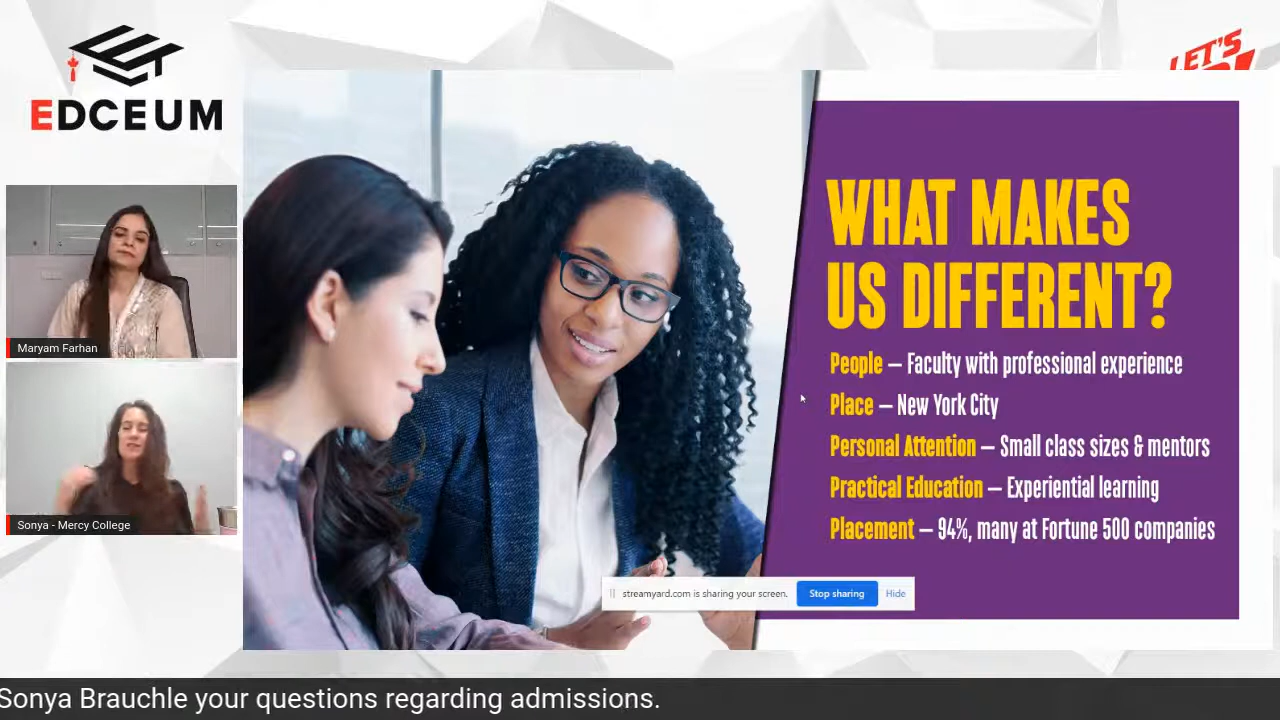 EDCEUM
LET'S
Maryam Farhan
Sonya - Mercy College
WHAT MAKES
US DIFFERENT?
People – Faculty with professional experience
Place – New York City
Personal Attention – Small class sizes & mentors
Practical Education – Experiential learning
Placement – 94%, many at Fortune 500 companies
streamyard.com is sharing your screen.
Stop sharing
Hide
Sonya Brauchle your questions regarding admissions.